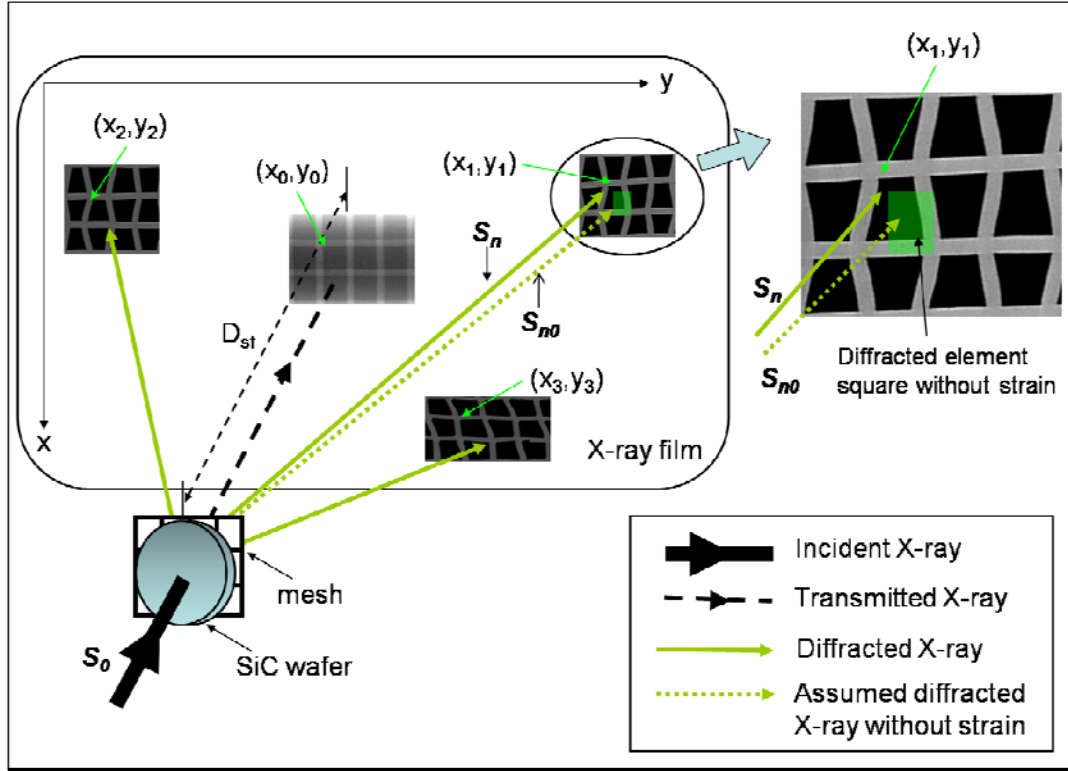 (x1,y1)
y
(x2,y2)
(x0,y0)
(x1,y1)
Sn
Sn0
Dst
(x3,y3)
x
X-ray film
Sn
Sn0
Diffracted element
square without strain
mesh
SiC wafer
S0
Incident X-ray
Transmitted X-ray
Diffracted X-ray
Assumed diffracted
X-ray without strain